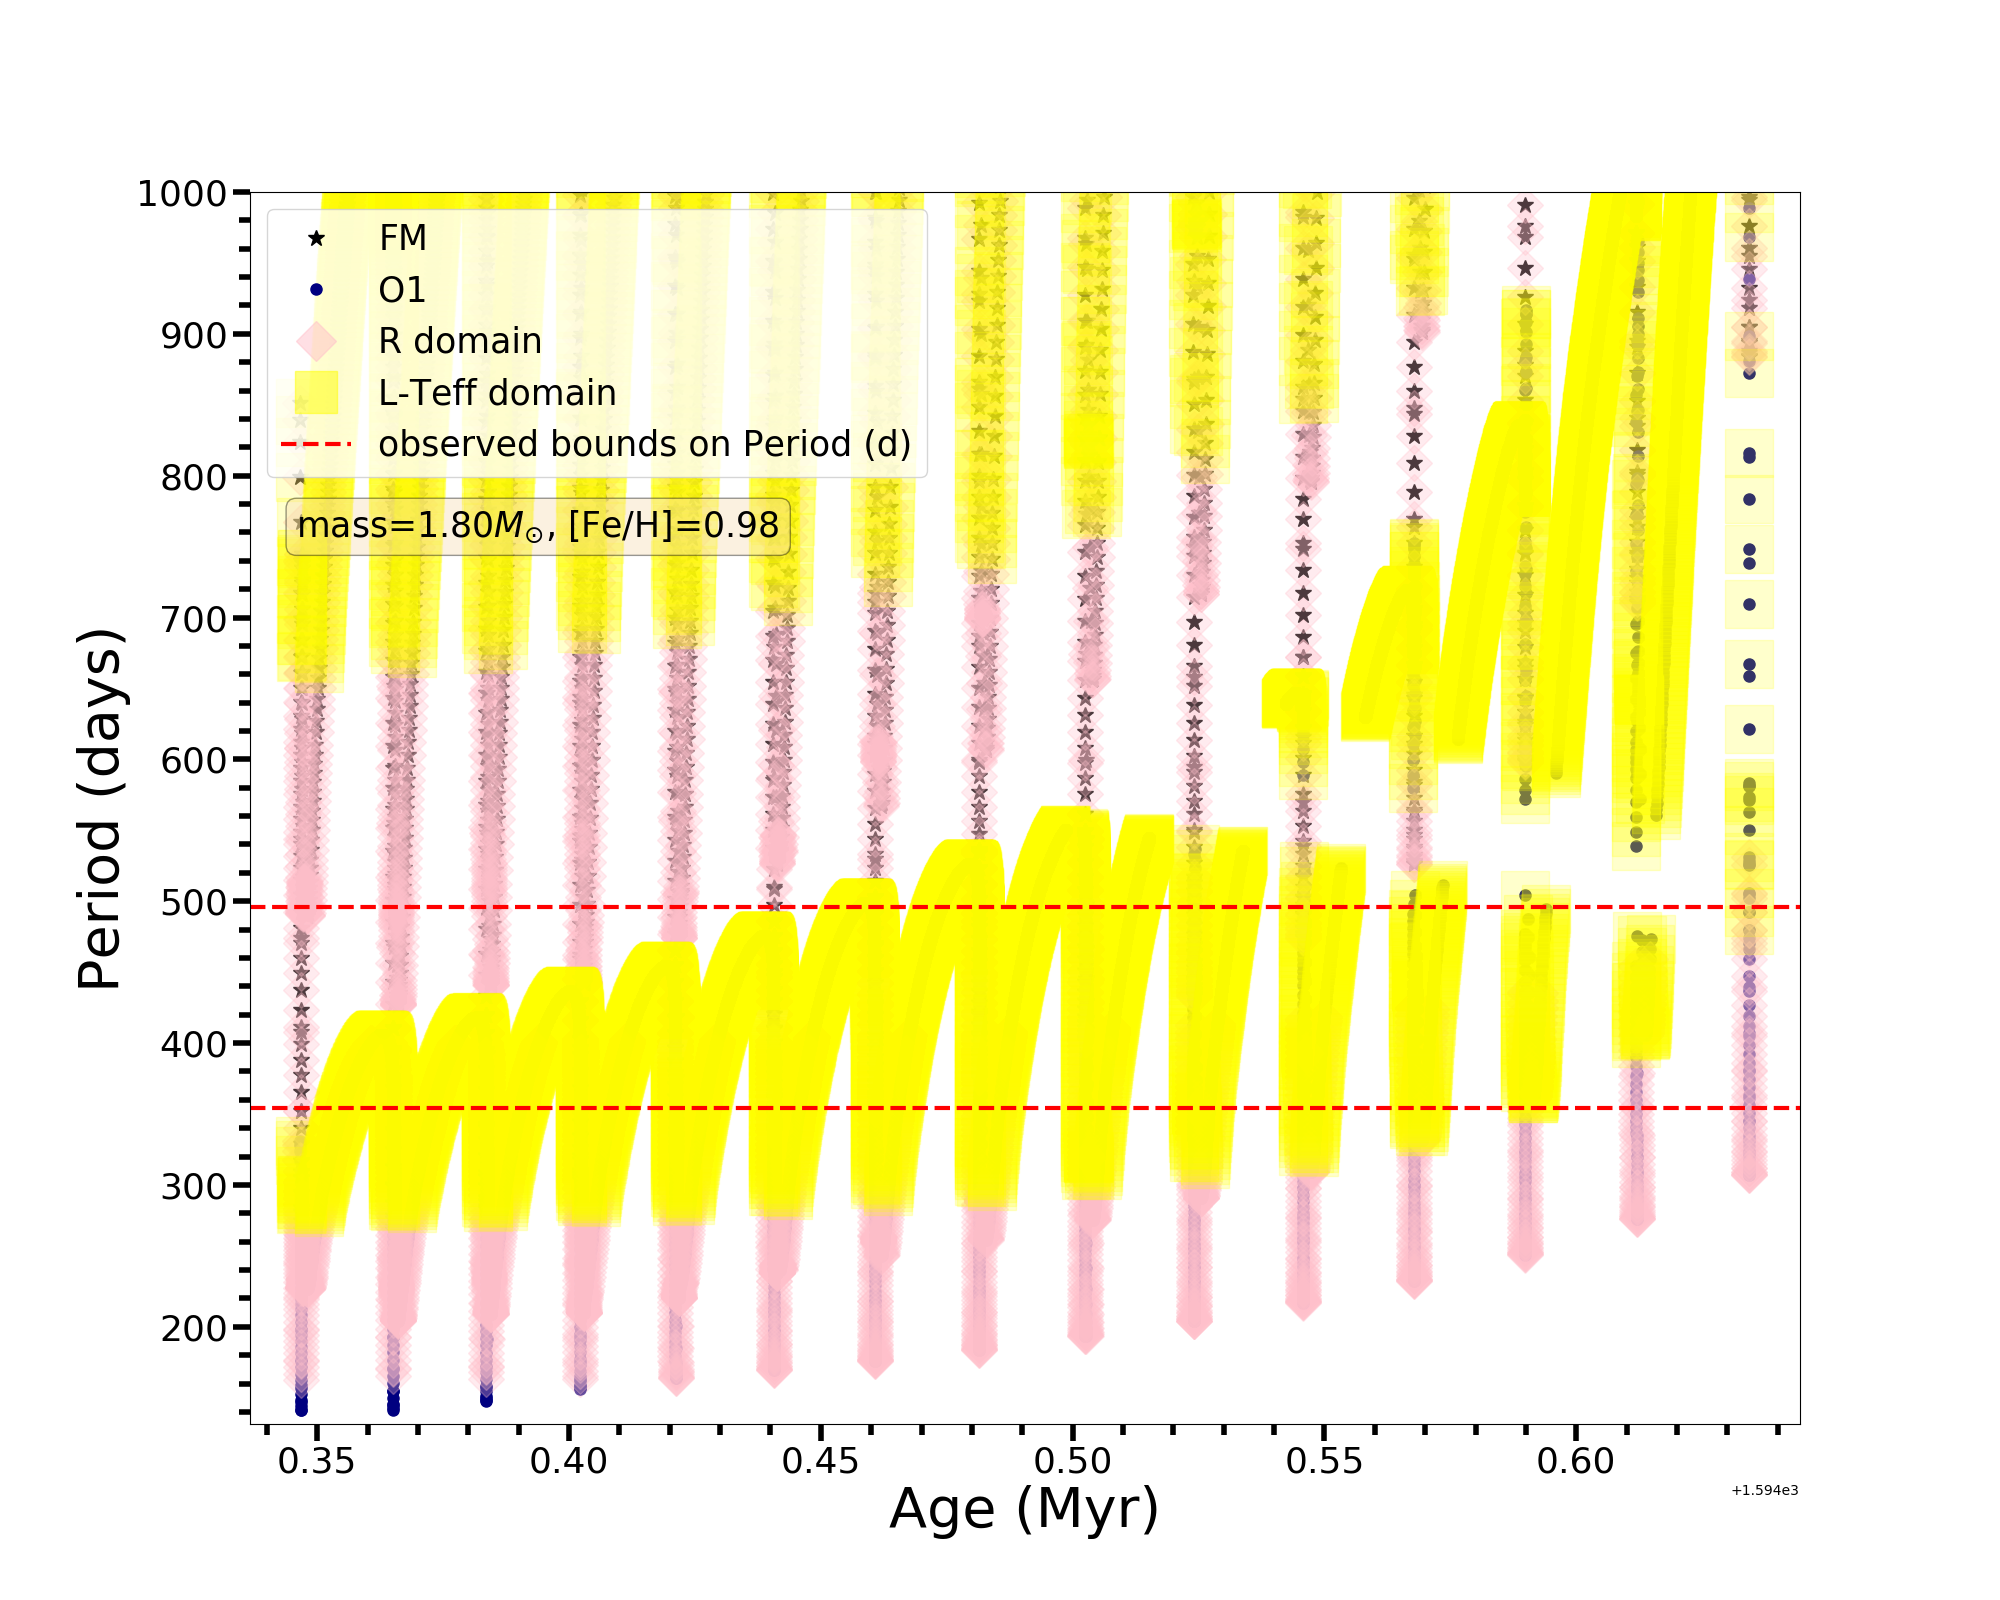 1000
900
800
700
600
500
400
300
200
Period (days)
FM
O1
R domain
L-Teff domain
observed bounds on Period (d)
mass=1.80M⊙, [Fe/H]=0.98
0.35 0.40 0.45 0.50 0.55 0.60
+1.594e3
Age (Myr)